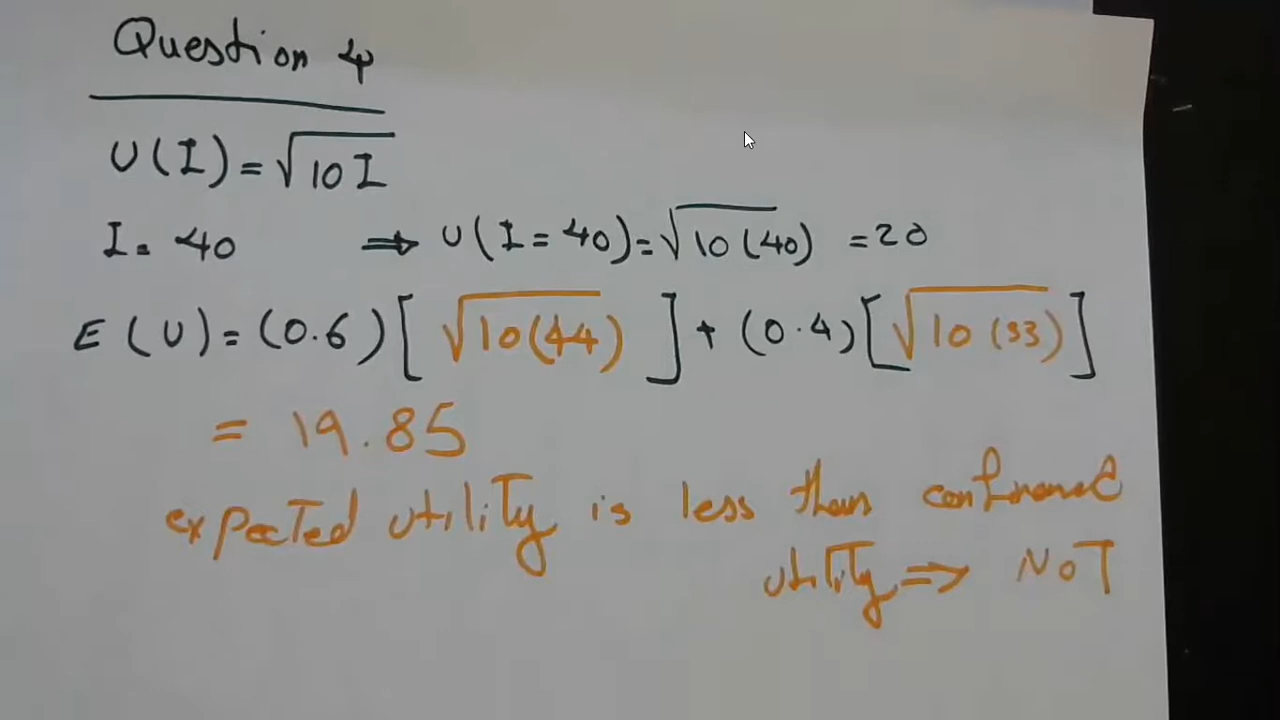 Question 4
U(I) = √10I
I = 40 ⇒ U(I = 40) = √10(40) = 20
E(U) = (0.6)[√10(44)] + (0.4)[√10(33)]
= 19.85
expected utility is less than confirmed
utility ⇒ NOT